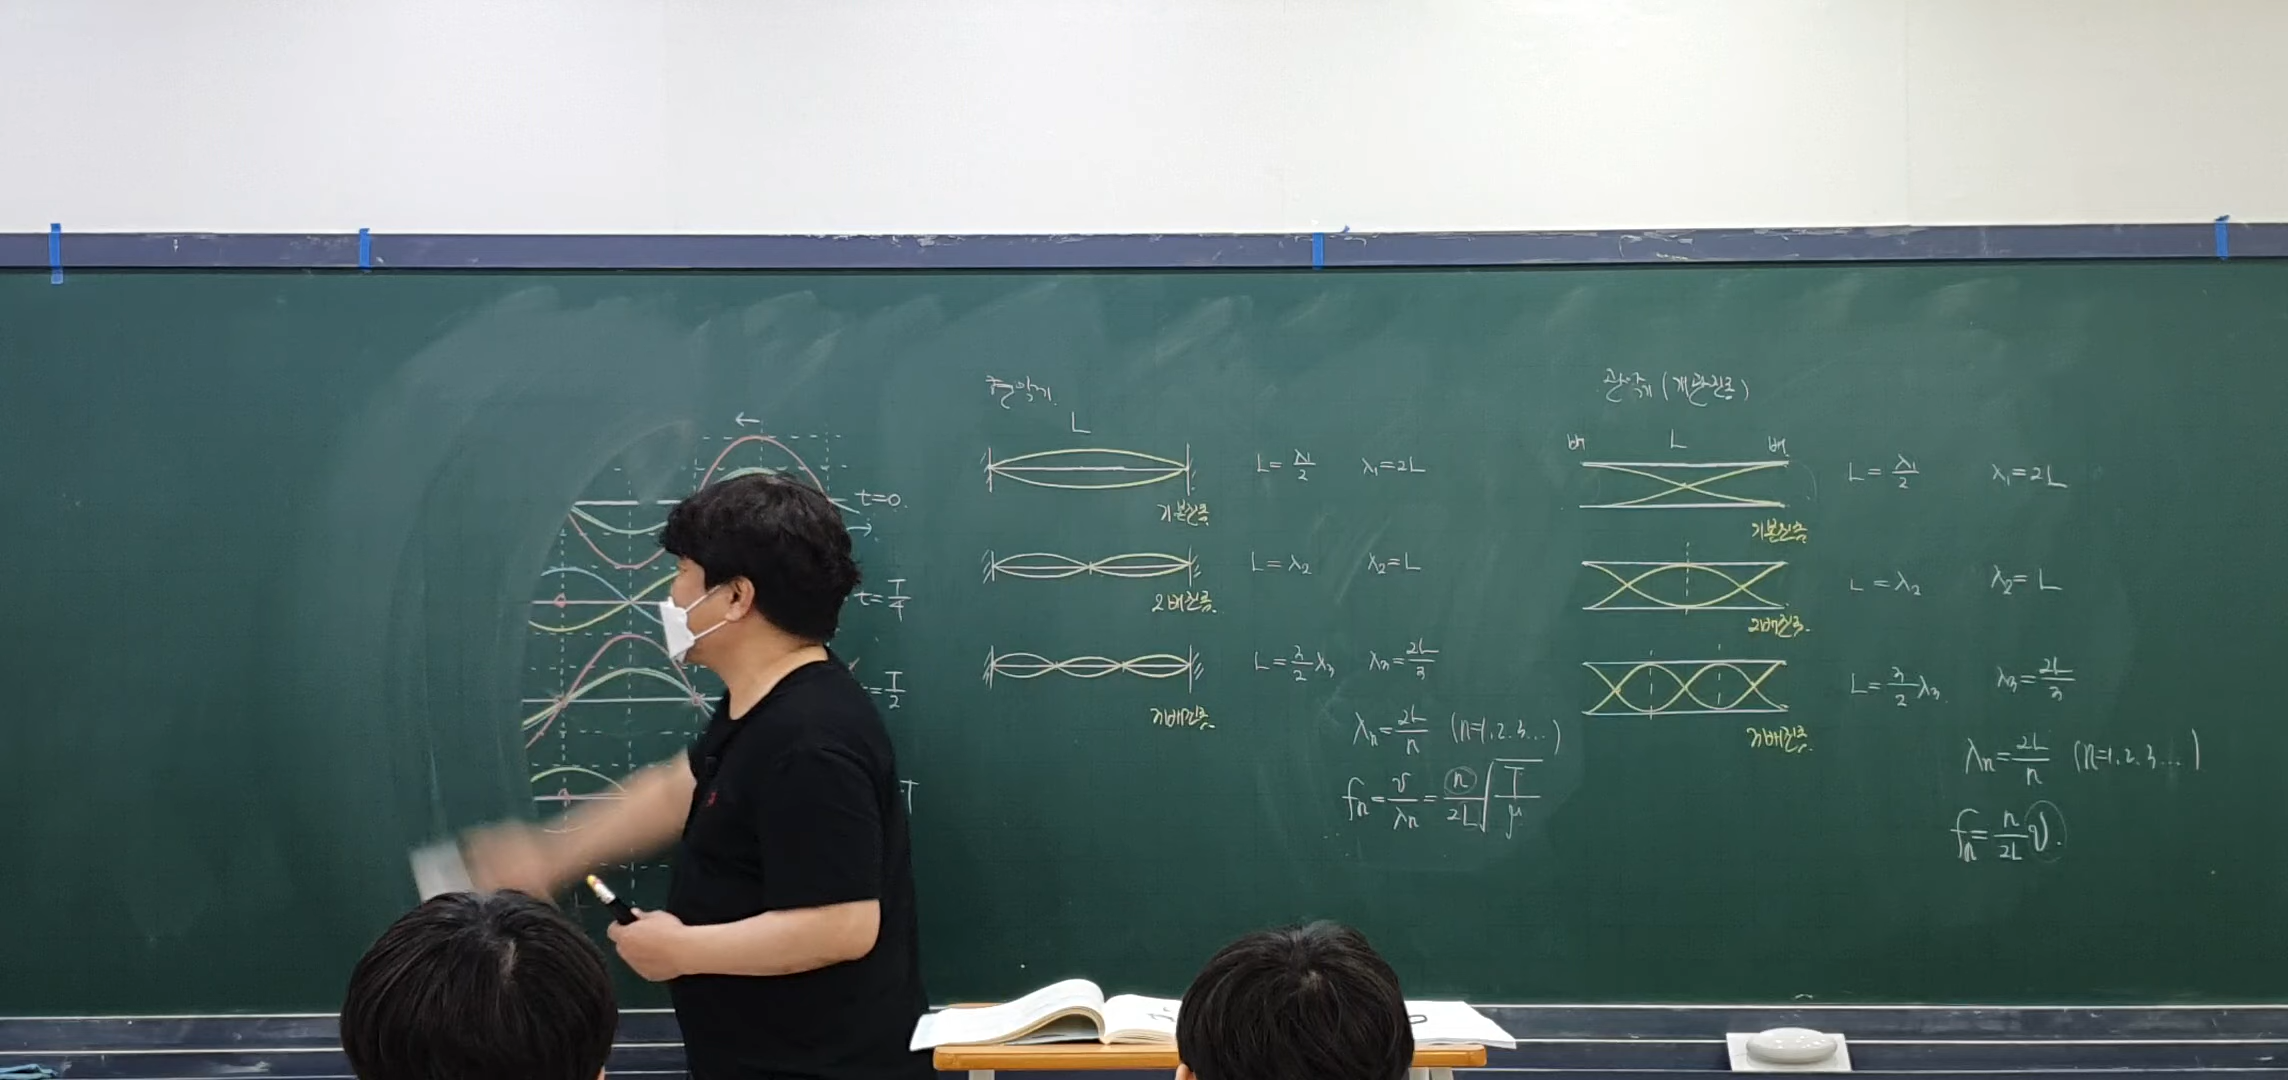 t=0
t=T/4
=T/2
T
현악기
L
L=λ₁/2 λ₁=2L
기본진동
L=λ₂ λ₂=L
2배진동
L=3/2 λ₃ λ₃=2L/3
3배진동
λn=2L/n (n=1.2.3...)
fn=v/λn=n/2L √T/μ
관악기(개관진동)
배 L 배
L=λ₁/2 λ₁=2L
기본진동
L=λ₂ λ₂=L
2배진동
L=3/2 λ₃ λ₃=2L/3
3배진동
λn=2L/n (n=1.2.3...)
fn=n/2L v.